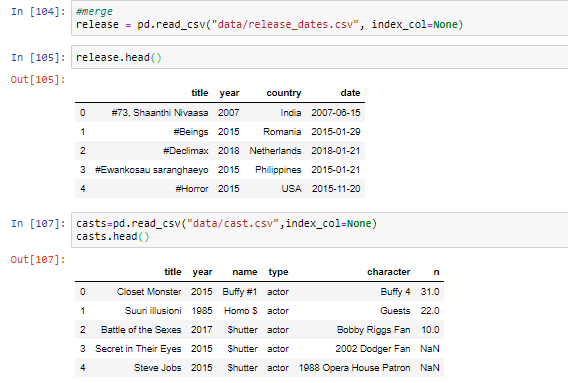 In [104]: #merge
release = pd.read_csv("data/release_dates.csv", index_col=None)
In [105]: release.head()
Out[105]:
title year country date
0 #73, Shaanthi Nivaasa 2007 India 2007-06-15
1 #Beings 2015 Romania 2015-01-29
2 #Declimax 2018 Netherlands 2018-01-21
3 #Ewankosau saranghaeyo 2015 Philippines 2015-01-21
4 #Horror 2015 USA 2015-11-20
In [107]: casts=pd.read_csv("data/cast.csv",index_col=None)
casts.head()
Out[107]:
title year name type character n
0 Closet Monster 2015 Buffy #1 actor Buffy 4 31.0
1 Suuri illusioni 1985 Homo $ actor Guests 22.0
2 Battle of the Sexes 2017 $hutter actor Bobby Riggs Fan 10.0
3 Secret in Their Eyes 2015 $hutter actor 2002 Dodger Fan NaN
4 Steve Jobs 2015 $hutter actor 1988 Opera House Patron NaN